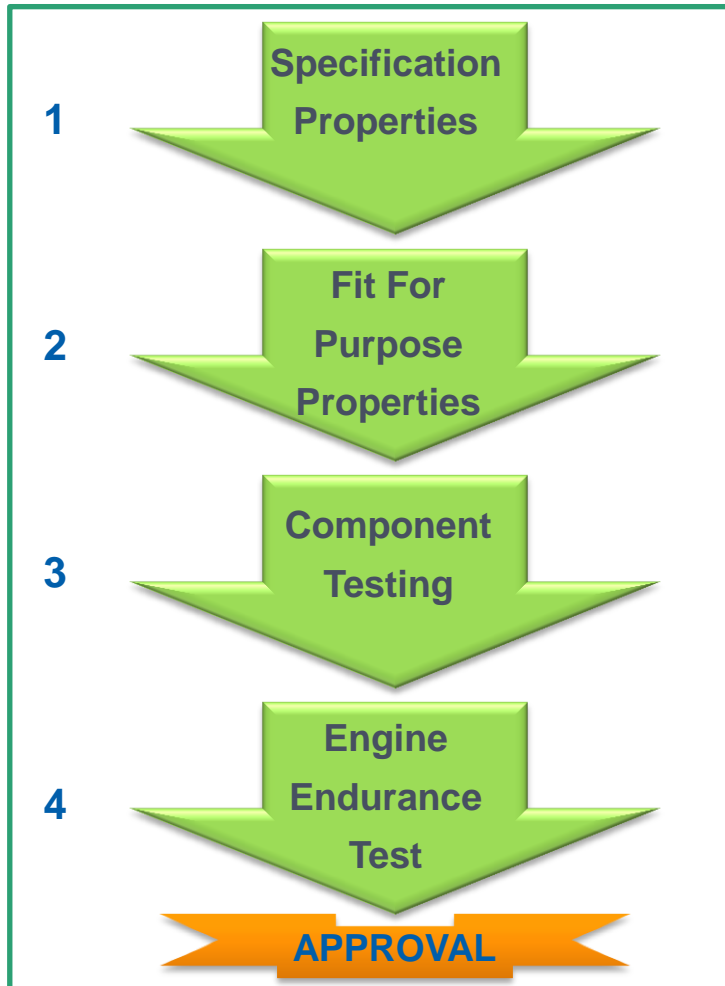 1
Specification
Properties
2
Fit For
Purpose
Properties
3
Component
Testing
4
Engine
Endurance
Test
APPROVAL